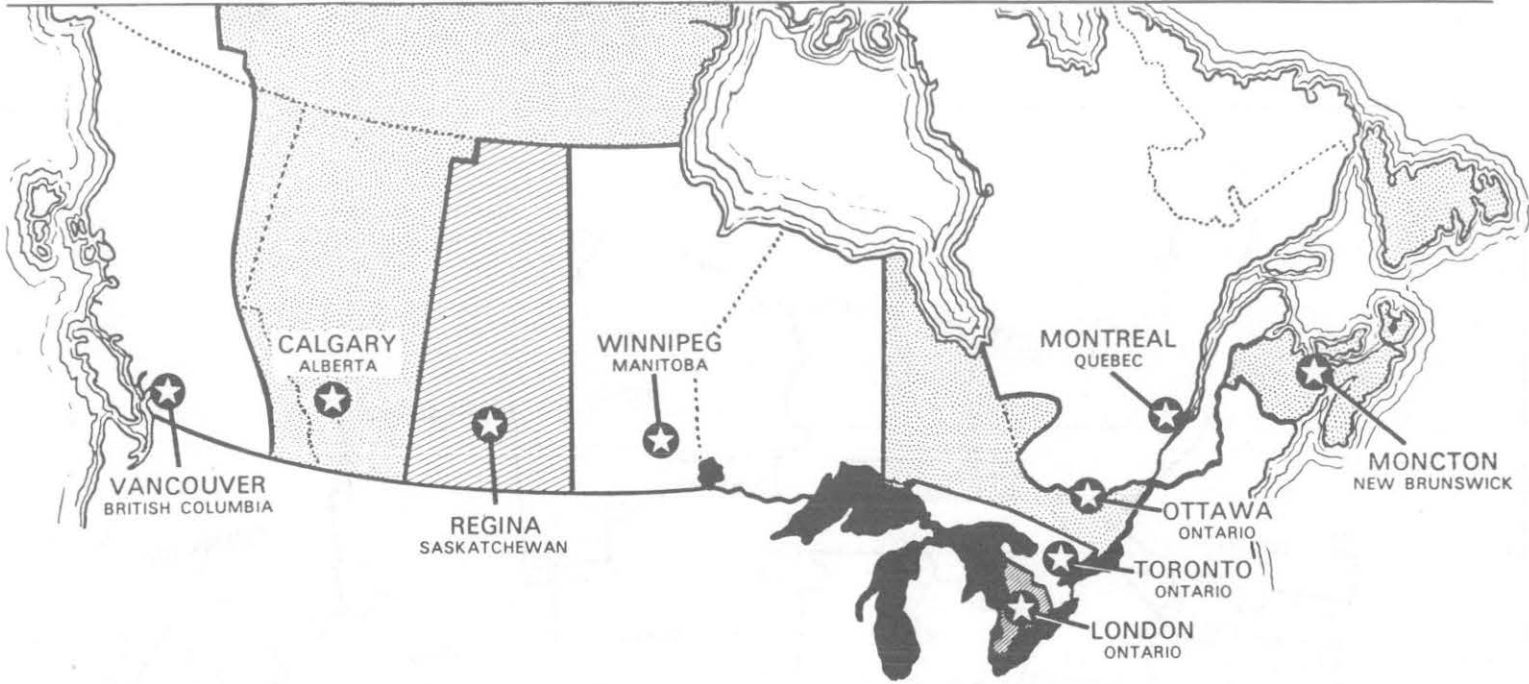 CALGARY
ALBERTA
WINNIPEG
MANITOBA
MONTREAL
QUEBEC
VANCOUVER
BRITISH COLUMBIA
REGINA
SASKATCHEWAN
MONCTON
NEW BRUNSWICK
OTTAWA
ONTARIO
TORONTO
ONTARIO
LONDON
ONTARIO